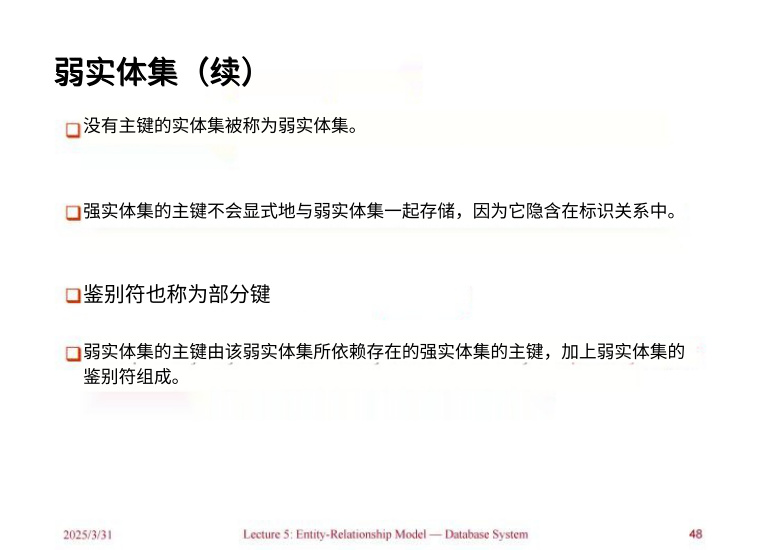 弱实体集（续）
没有主键的实体集被称为弱实体集。
强实体集的主键不会显式地与弱实体集一起存储，因为它隐含在标识关系中。
鉴别符也称为部分键
弱实体集的主键由该弱实体集所依赖存在的强实体集的主键，加上弱实体集的
鉴别符组成。
2025/3/31
Lecture 5: Entity-Relationship Model — Database System
48